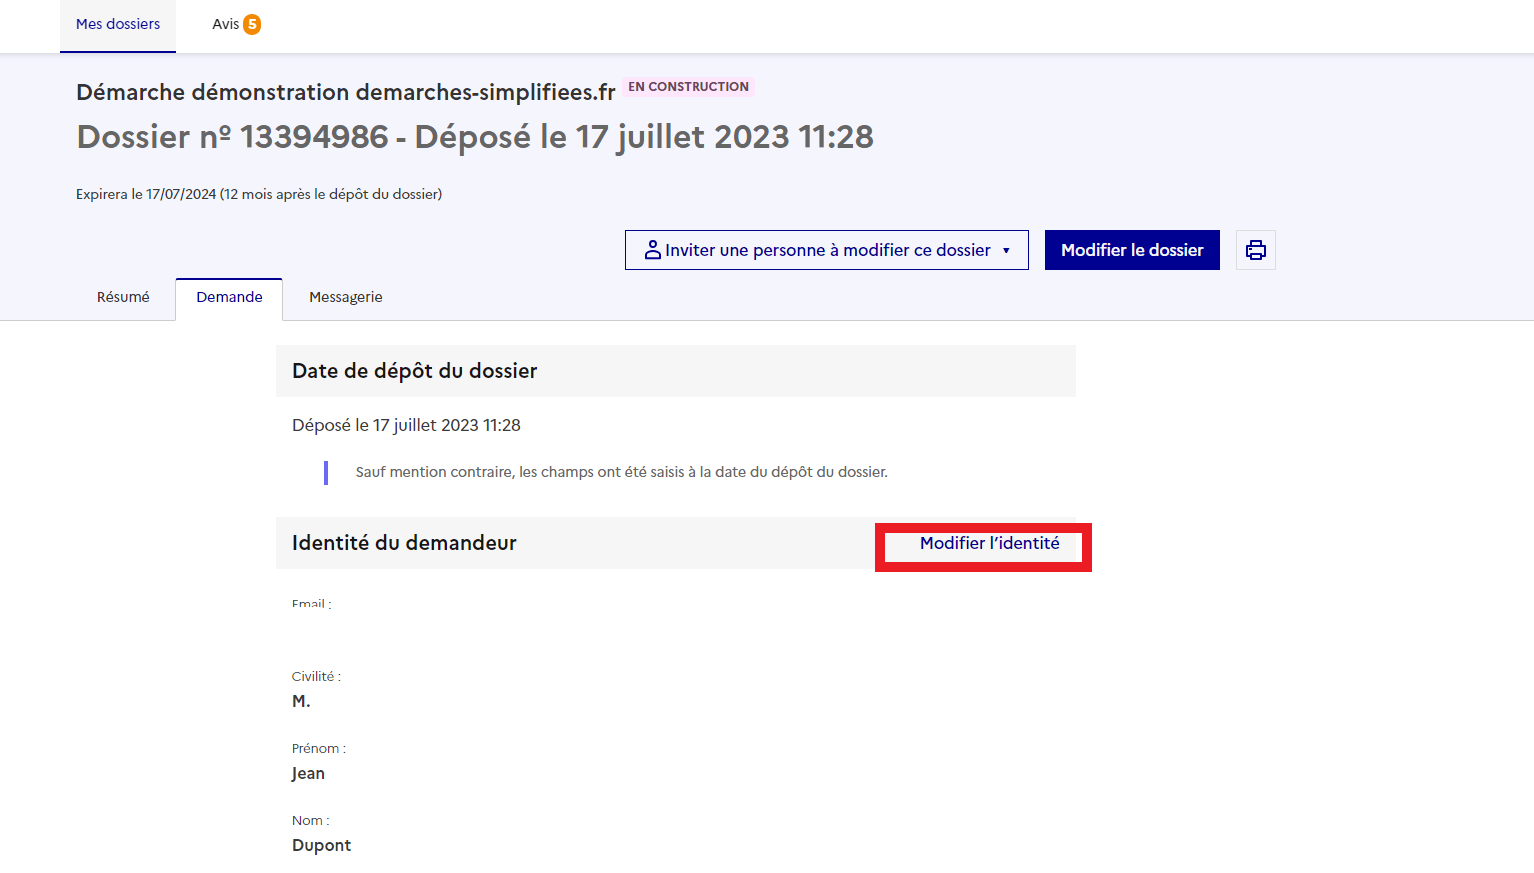 Mes dossiers
Avis 5
Démarche démonstration demarches-simplifiees.fr EN CONSTRUCTION
Dossier nº 13394986 - Déposé le 17 juillet 2023 11:28
Expirera le 17/07/2024 (12 mois après le dépôt du dossier)
Inviter une personne à modifier ce dossier
Modifier le dossier
Résumé
Demande
Messagerie
Date de dépôt du dossier
Déposé le 17 juillet 2023 11:28
Sauf mention contraire, les champs ont été saisis à la date du dépôt du dossier.
Identité du demandeur
Modifier l’identité
Email :
Civilité :
M.
Prénom :
Jean
Nom :
Dupont